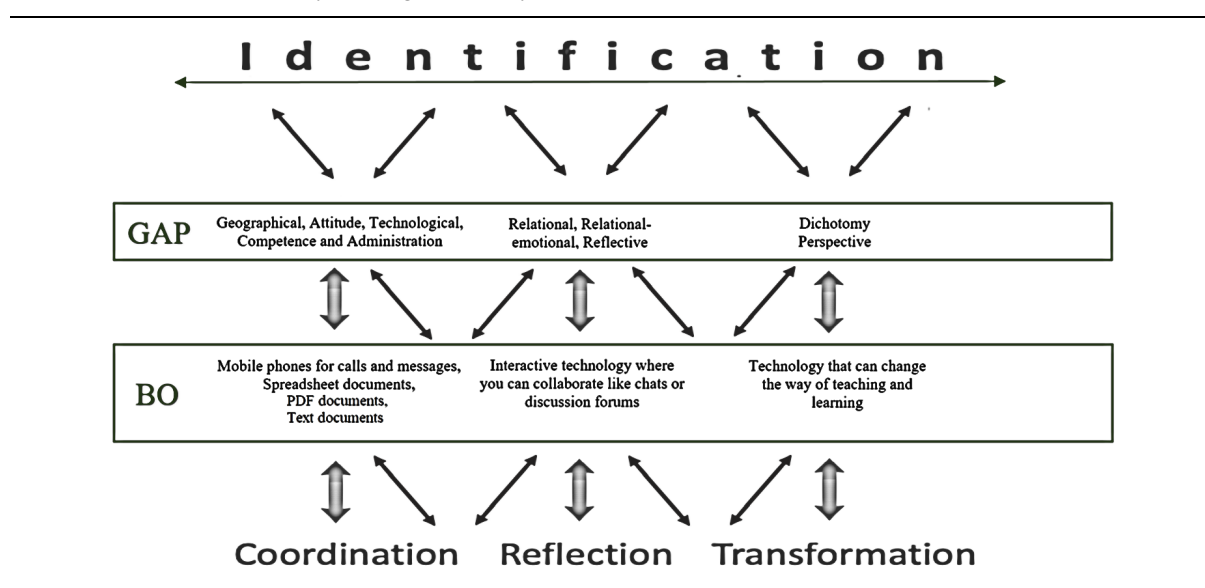 Identification
GAP
Geographical, Attitude, Technological,
Competence and Administration
Relational, Relational-
emotional, Reflective
Dichotomy
Perspective
BO
Mobile phones for calls and messages,
Spreadsheet documents,
PDF documents,
Text documents
Interactive technology where
you can collaborate like chats or
discussion forums
Technology that can change
the way of teaching and
learning
Coordination Reflection Transformation